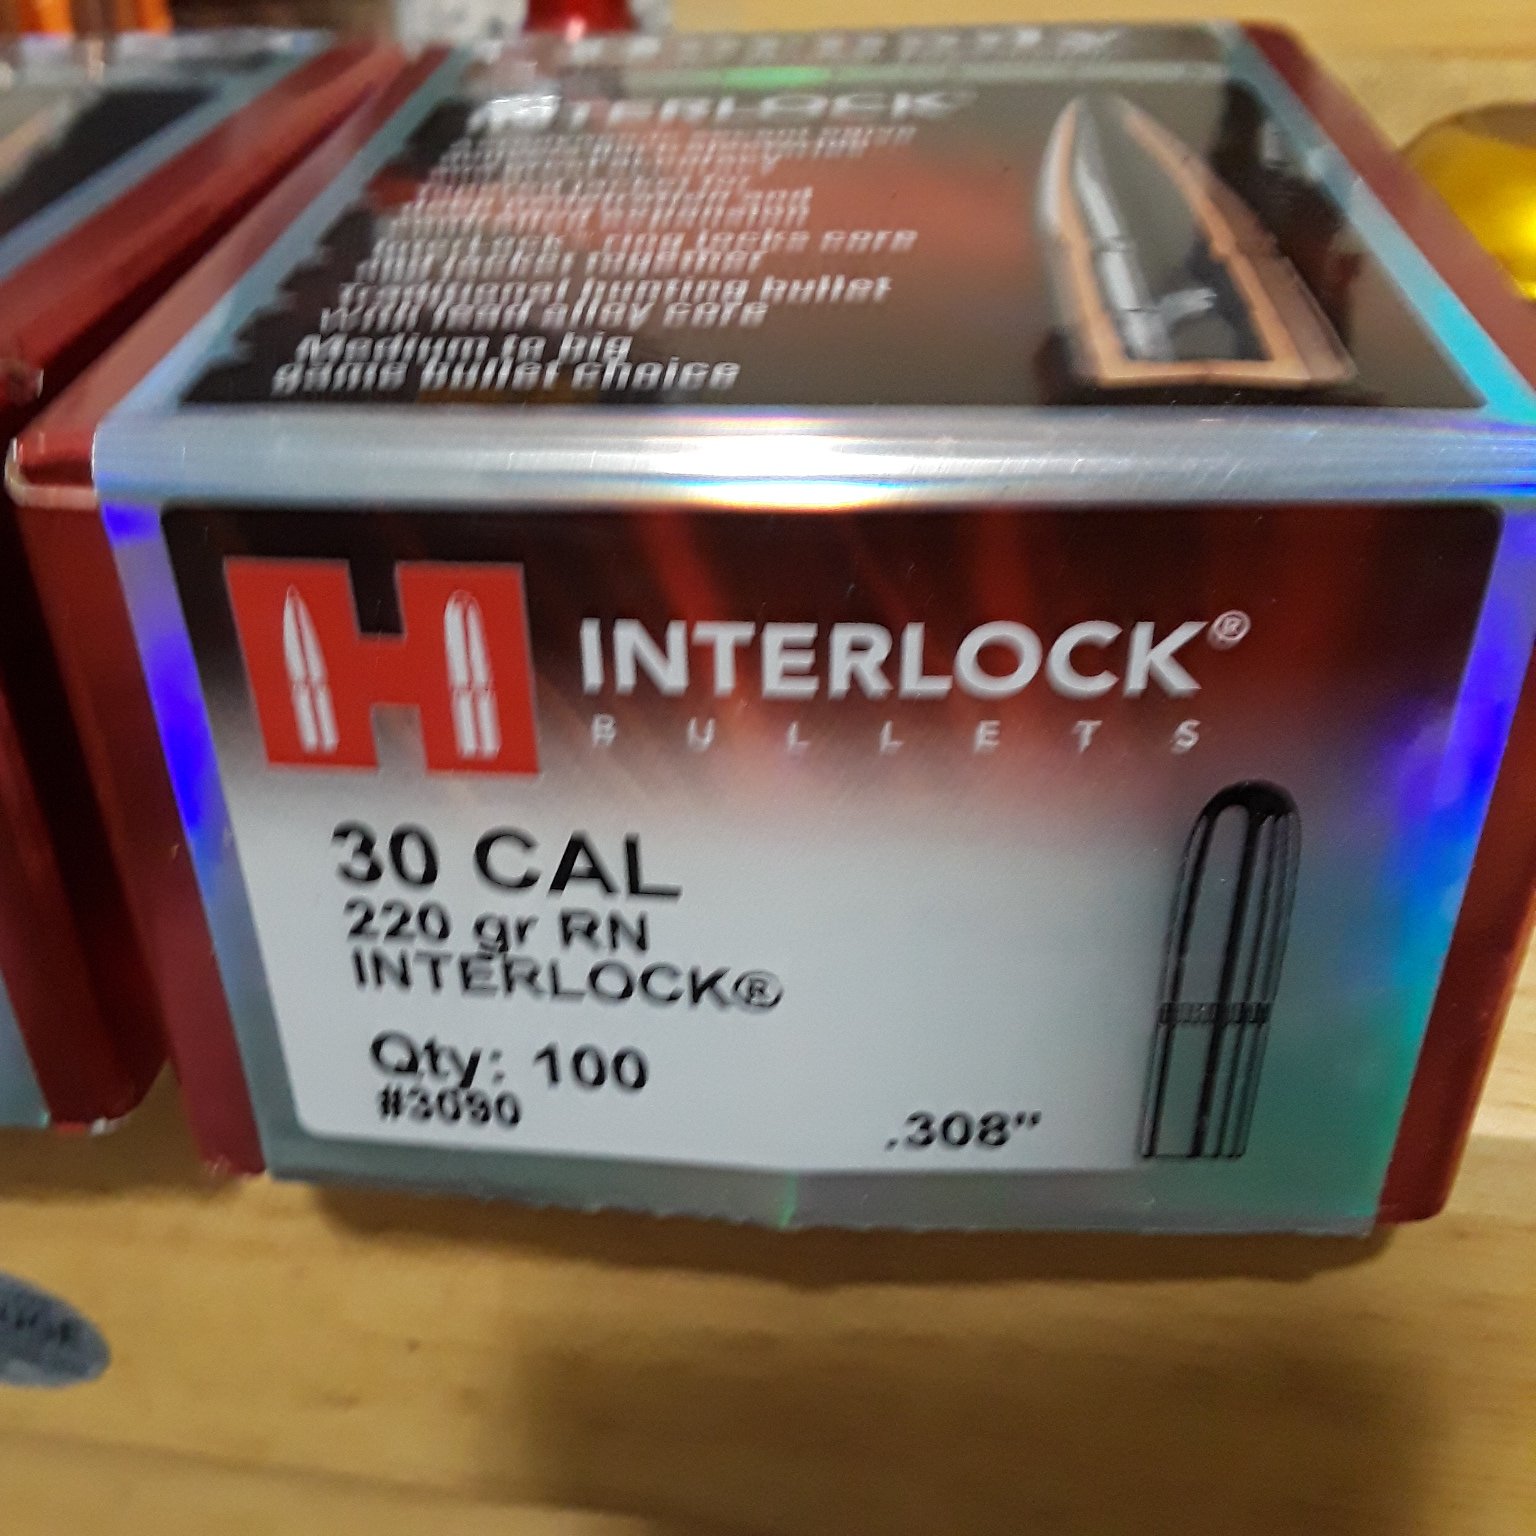 INTERLOCK
InterLock® ring locks core
and jacket together
Traditional hunting bullet
with lead alloy core
Medium to big
game bullet choice
H
INTERLOCK®
BULLETS
30 CAL
220 gr RN
INTERLOCK®
Qty: 100
#3090
.308"